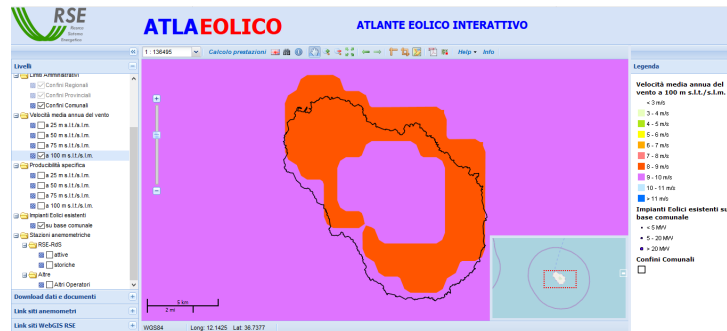 RSE
Ricerca
Sistema
Energetico
ATLAEOLICO
ATLANTE EOLICO INTERATTIVO
1 : 136495
Calcolo prestazioni
Help
Info
Livelli
Limiti Amministrativi
Confini Regionali
Confini Provinciali
Confini Comunali
Velocità media annua del vento
a 25 m s.l.t./s.l.m.
a 50 m s.l.t./s.l.m.
a 75 m s.l.t./s.l.m.
a 100 m s.l.t./s.l.m.
Producibilità specifica
a 25 m s.l.t./s.l.m.
a 50 m s.l.t./s.l.m.
a 75 m s.l.t./s.l.m.
a 100 m s.l.t./s.l.m.
Impianti Eolici esistenti
su base comunale
Stazioni anemometriche
RSE-RdS
attive
storiche
Altre
Altri Operatori
Download dati e documenti
Link siti anemometri
Link siti WebGIS RSE
5 km
2 mi
WGS84
Long: 12.1425 Lat: 36.7377
Legenda
Velocità media annua del
vento a 100 m s.l.t./s.l.m.
< 3 m/s
3 - 4 m/s
4 - 5 m/s
5 - 6 m/s
6 - 7 m/s
7 - 8 m/s
8 - 9 m/s
9 - 10 m/s
10 - 11 m/s
> 11 m/s
Impianti Eolici esistenti su
base comunale
< 5 MW
5 - 20 MW
> 20 MW
Confini Comunali